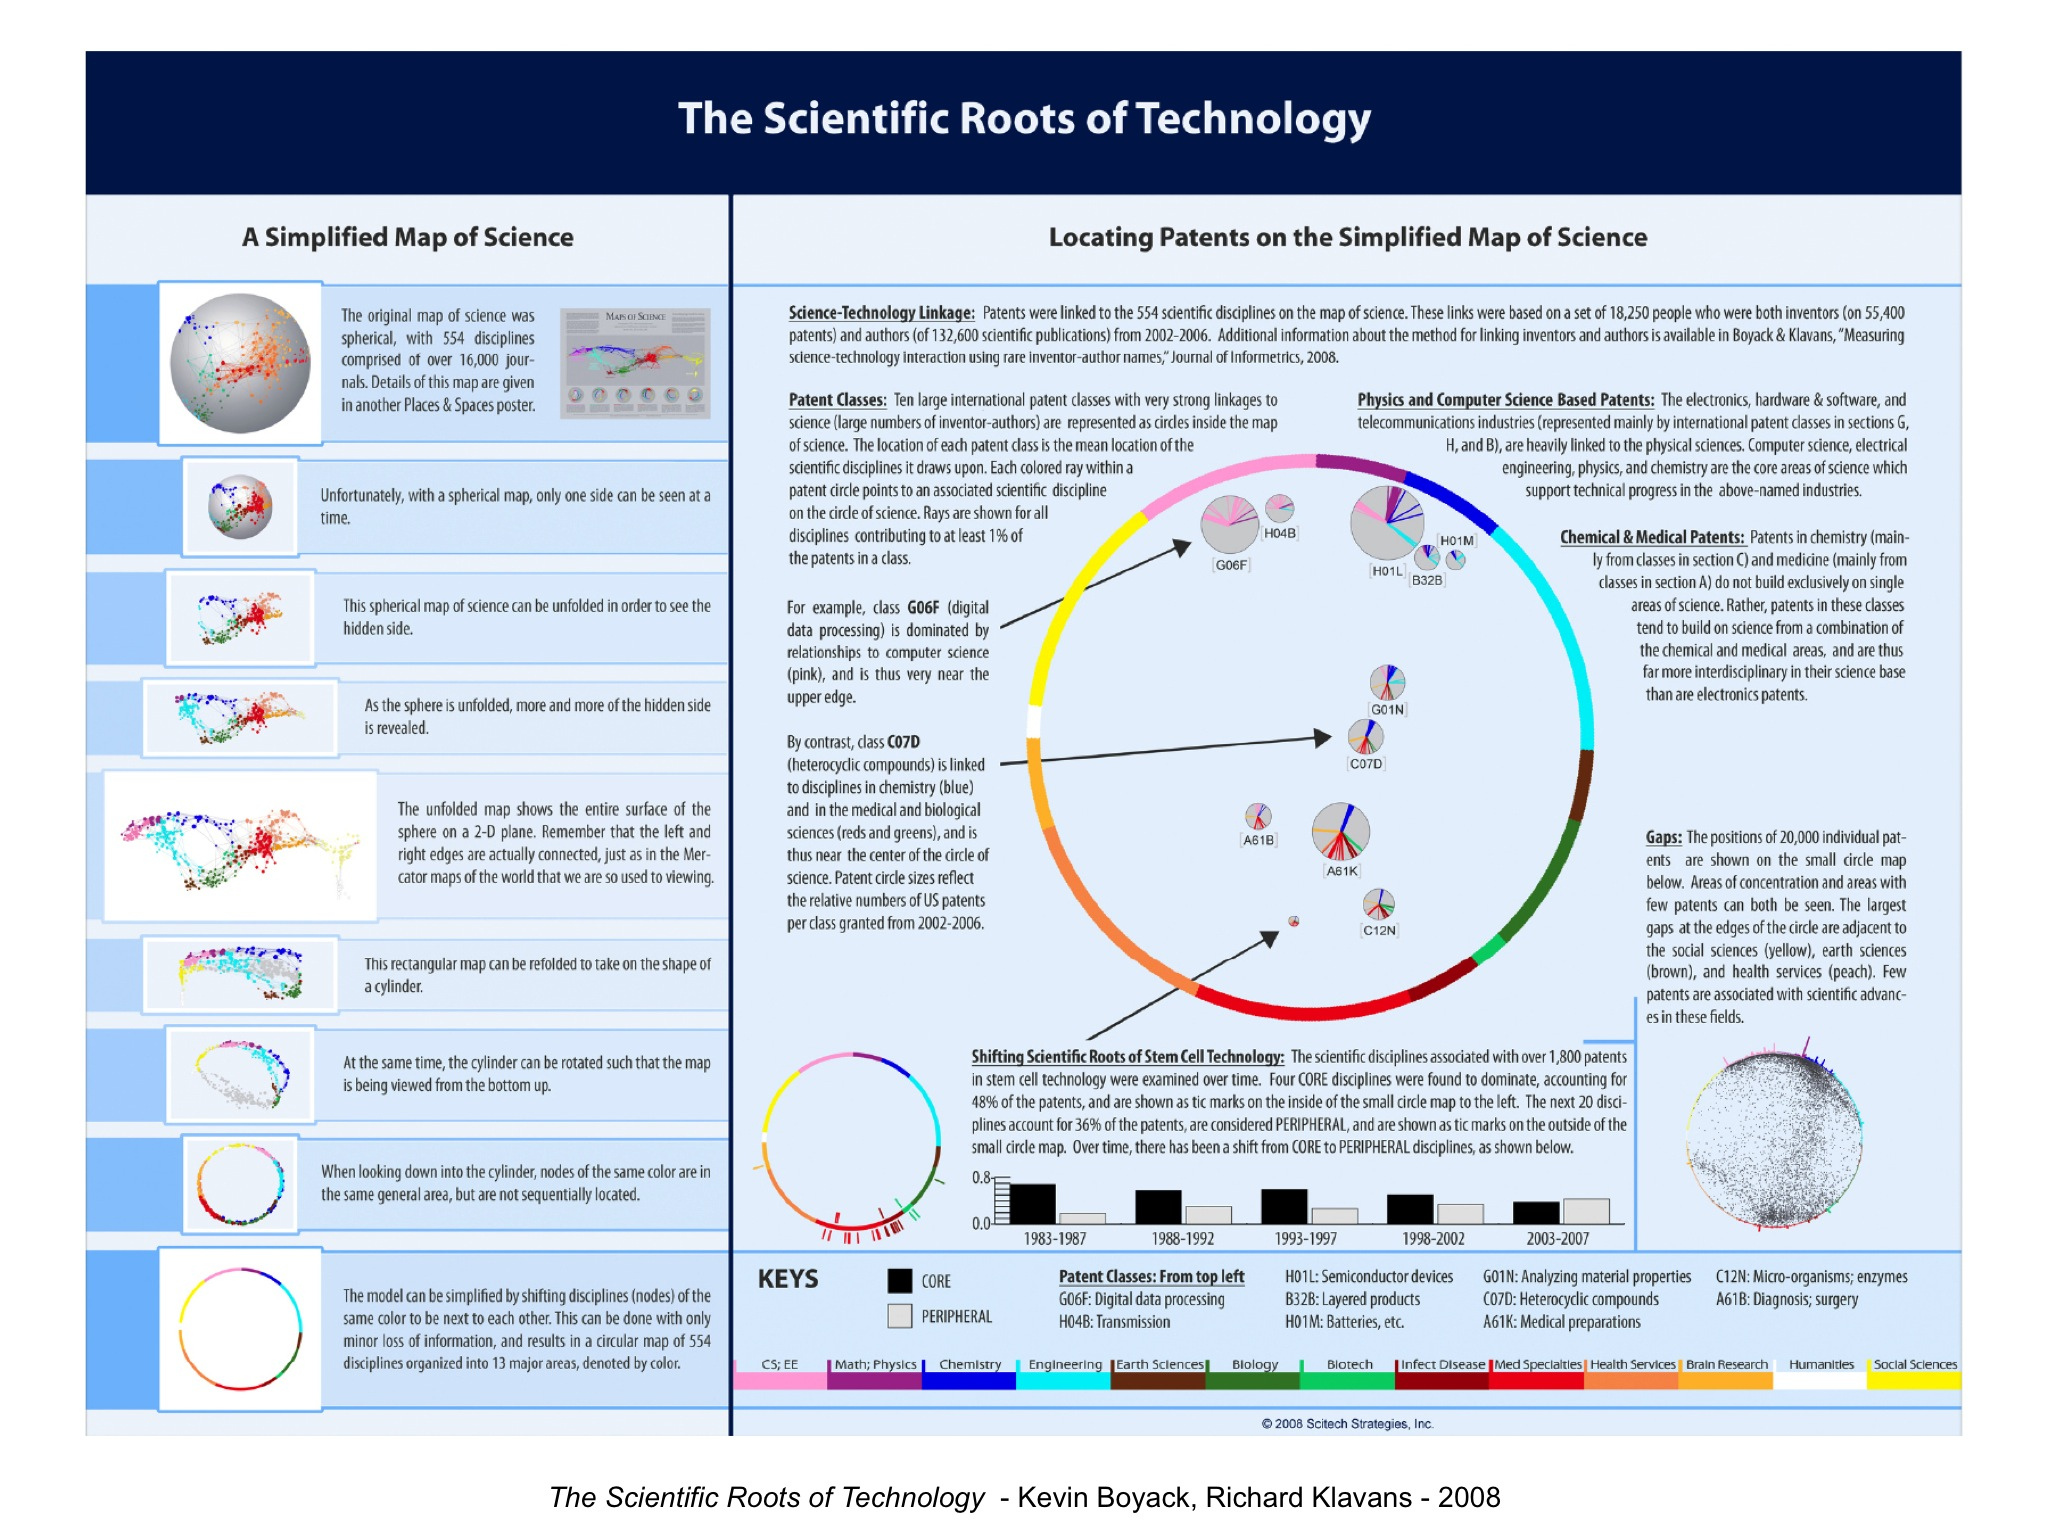 The Scientific Roots of Technology
A Simplified Map of Science
The original map of science was
spherical, with 554 disciplines
comprised of over 16,000 jour-
nals. Details of this map are given
in another Places & Spaces poster.
Maps of Science
Unfortunately, with a spherical map, only one side can be seen at a
time.
This spherical map of science can be unfolded in order to see the
hidden side.
As the sphere is unfolded, more and more of the hidden side
is revealed.
The unfolded map shows the entire surface of the
sphere on a 2-D plane. Remember that the left and
right edges are actually connected, just as in the Mer-
cator maps of the world that we are so used to viewing.
This rectangular map can be refolded to take on the shape of
a cylinder.
At the same time, the cylinder can be rotated such that the map
is being viewed from the bottom up.
When looking down into the cylinder, nodes of the same color are in
the same general area, but are not sequentially located.
The model can be simplified by shifting disciplines (nodes) of the
same color to be next to each other. This can be done with only
minor loss of information, and results in a circular map of 554
disciplines organized into 13 major areas, denoted by color.
Locating Patents on the Simplified Map of Science
Science-Technology Linkage: Patents were linked to the 554 scientific disciplines on the map of science. These links were based on a set of 18,250 people who were both inventors (on 55,400
patents) and authors (of 132,600 scientific publications) from 2002-2006. Additional information about the method for linking inventors and authors is available in Boyack & Klavans, "Measuring
science-technology interaction using rare inventor-author names," Journal of Informetrics, 2008.
Patent Classes: Ten large international patent classes with very strong linkages to
science (large numbers of inventor-authors) are represented as circles inside the map
of science. The location of each patent class is the mean location of the
scientific disciplines it draws upon. Each colored ray within a
patent circle points to an associated scientific discipline
on the circle of science. Rays are shown for all
disciplines contributing to at least 1% of
the patents in a class.
For example, class G06F (digital
data processing) is dominated by
relationships to computer science
(pink), and is thus very near the
upper edge.
By contrast, class C07D
(heterocyclic compounds) is linked
to disciplines in chemistry (blue)
and in the medical and biological
sciences (reds and greens), and is
thus near the center of the circle of
science. Patent circle sizes reflect
the relative numbers of US patents
per class granted from 2002-2006.
Physics and Computer Science Based Patents: The electronics, hardware & software, and
telecommunications industries (represented mainly by international patent classes in sections G,
H, and B), are heavily linked to the physical sciences. Computer science, electrical
engineering, physics, and chemistry are the core areas of science which
support technical progress in the above-named industries.
Chemical & Medical Patents: Patents in chemistry (main-
ly from classes in section C) and medicine (mainly from
classes in section A) do not build exclusively on single
areas of science. Rather, patents in these classes
tend to build on science from a combination of
the chemical and medical areas, and are thus
far more interdisciplinary in their science base
than are electronics patents.
[G06F]
[H04B]
[H01L]
[B32B]
[H01M]
[G01N]
[C07D]
[A61B]
[A61K]
[C12N]
Gaps: The positions of 20,000 individual pat-
ents are shown on the small circle map
below. Areas of concentration and areas with
few patents can both be seen. The largest
gaps at the edges of the circle are adjacent to
the social sciences (yellow), earth sciences
(brown), and health services (peach). Few
patents are associated with scientific advanc-
es in these fields.
Shifting Scientific Roots of Stem Cell Technology: The scientific disciplines associated with over 1,800 patents
in stem cell technology were examined over time. Four CORE disciplines were found to dominate, accounting for
48% of the patents, and are shown as tic marks on the inside of the small circle map to the left. The next 20 disci-
plines account for 36% of the patents, are considered PERIPHERAL, and are shown as tic marks on the outside of the
small circle map. Over time, there has been a shift from CORE to PERIPHERAL disciplines, as shown below.
0.8
0.0
1983-1987 1988-1992 1993-1997 1998-2002 2003-2007
KEYS
CORE
PERIPHERAL
Patent Classes: From top left
G06F: Digital data processing
H04B: Transmission
H01L: Semiconductor devices
B32B: Layered products
H01M: Batteries, etc.
G01N: Analyzing material properties
C07D: Heterocyclic compounds
A61K: Medical preparations
C12N: Micro-organisms; enzymes
A61B: Diagnosis; surgery
CS; EE Math; Physics Chemistry Engineering Earth Sciences Biology Biotech Infect Disease Med Specialties Health Services Brain Research Humanities Social Sciences
© 2008 Scitech Strategies, Inc.
The Scientific Roots of Technology - Kevin Boyack, Richard Klavans - 2008